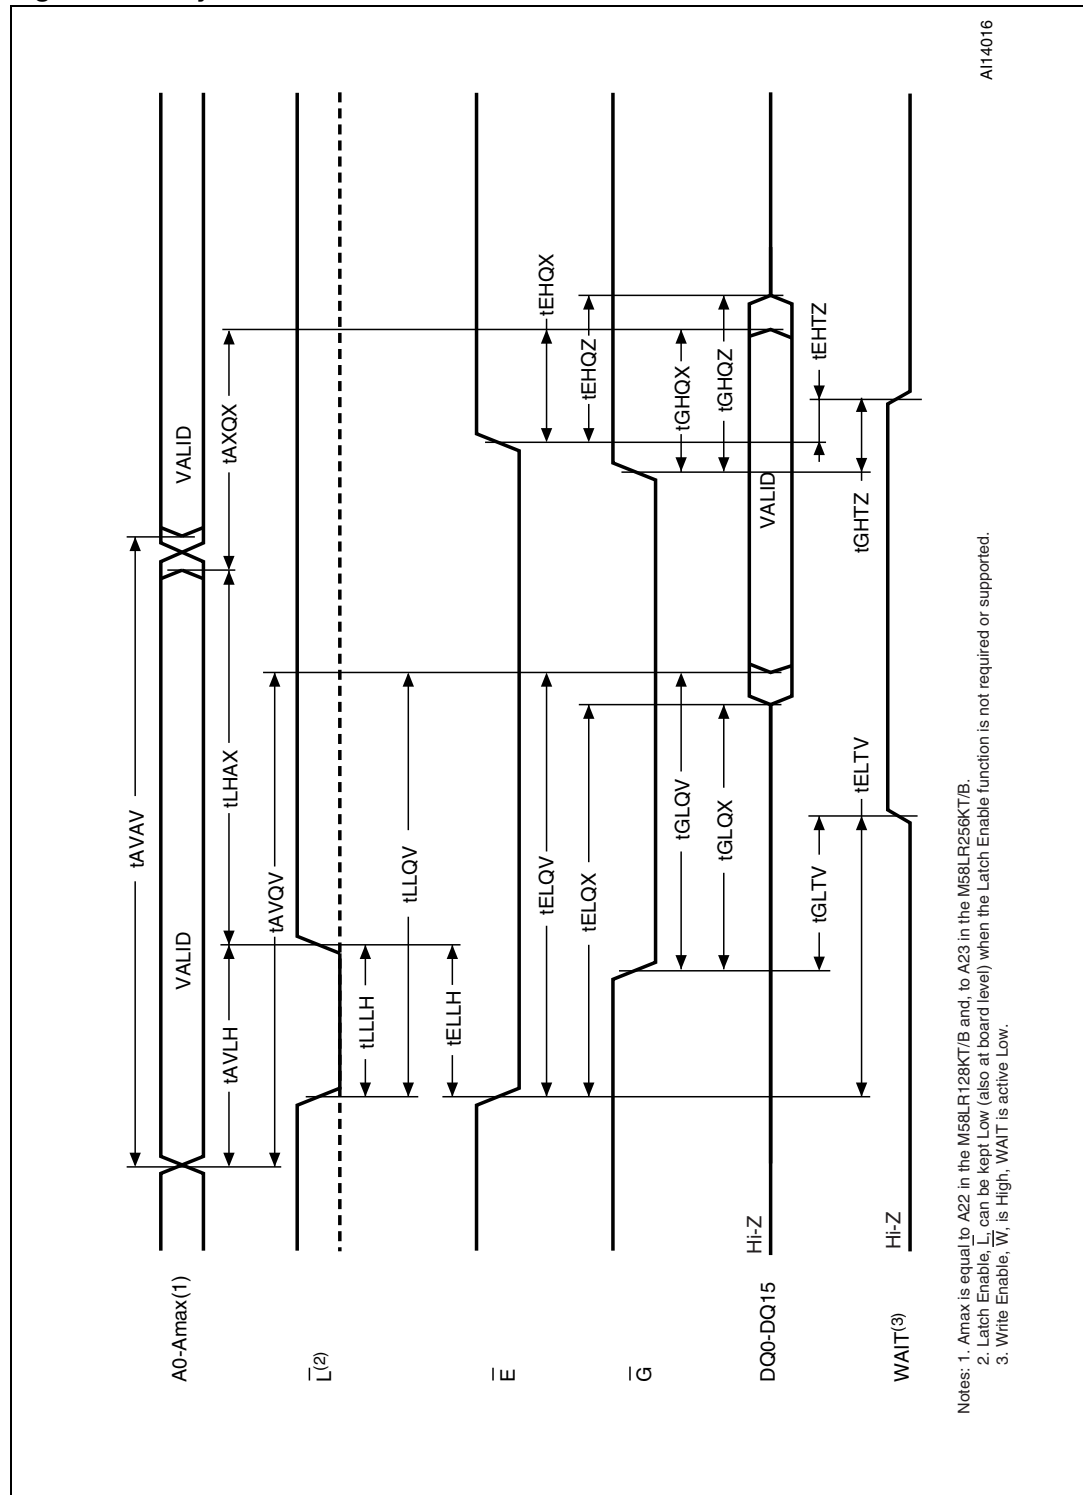 A0-Amax(1)
VALID
VALID
tAVAV
tAVLH
tLHAX
tAXQX
tAVQV
L̅(2)
tLLLH
tLLQV
tELLH
E̅
tELQV
tEHQX
tELQX
tEHQZ
G̅
tGLQV
tGHQX
tGLQX
tGHQZ
DQ0-DQ15
Hi-Z
VALID
tGLTV
tEHTZ
tELTV
tGHTZ
WAIT(3)
Hi-Z
Notes: 1. Amax is equal to A22 in the M58LR128KT/B and, to A23 in the M58LR256KT/B.
2. Latch Enable, L̅, can be kept Low (also at board level) when the Latch Enable function is not required or supported.
3. Write Enable, W̅, is High, WAIT is active Low.
AI14016